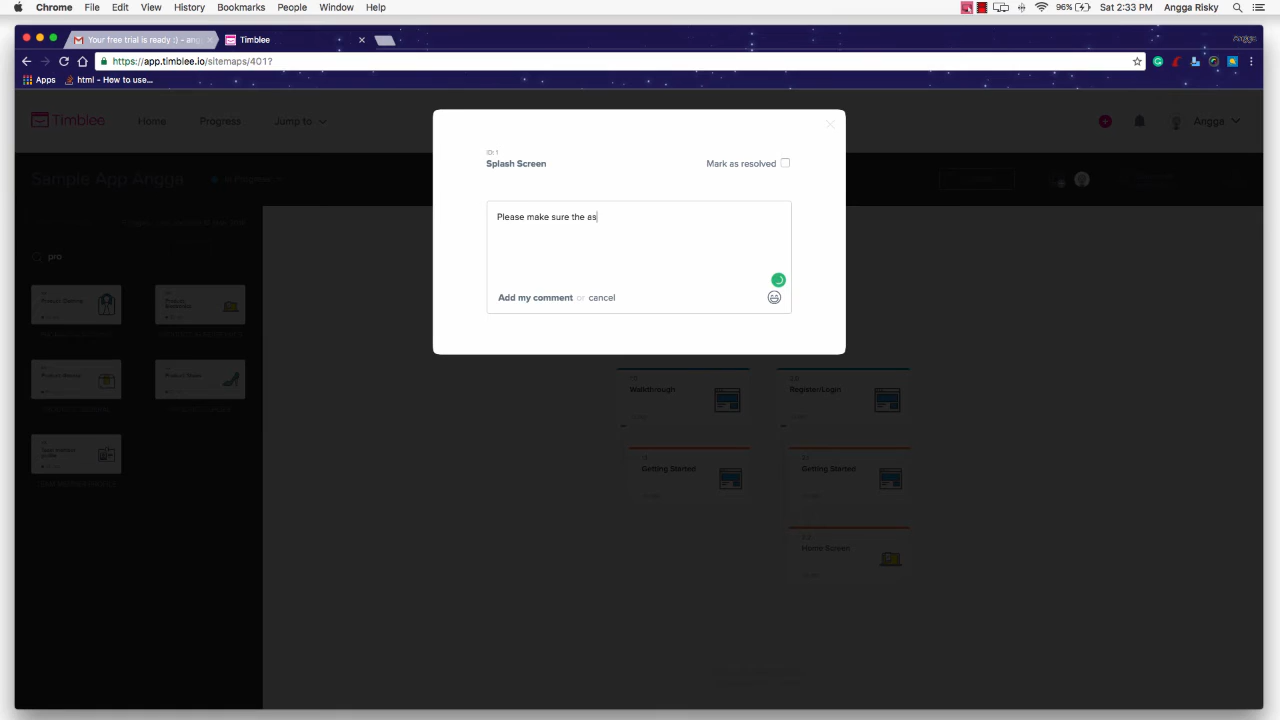 Chrome File Edit View History Bookmarks People Window Help
96% Sat 2:33 PM Angga Risky
Your free trial is ready :) - ang
Timblee
https://app.timblee.io/sitemaps/401?
Apps html - How to use...
Timblee Home Progress Jump to Angga
ID: 1
Splash Screen Mark as resolved
Sample App Angga In Progress
Please make sure the as
pro
Add my comment or cancel
Walkthrough
Register/Login
Getting Started
Getting Started
Home Screen